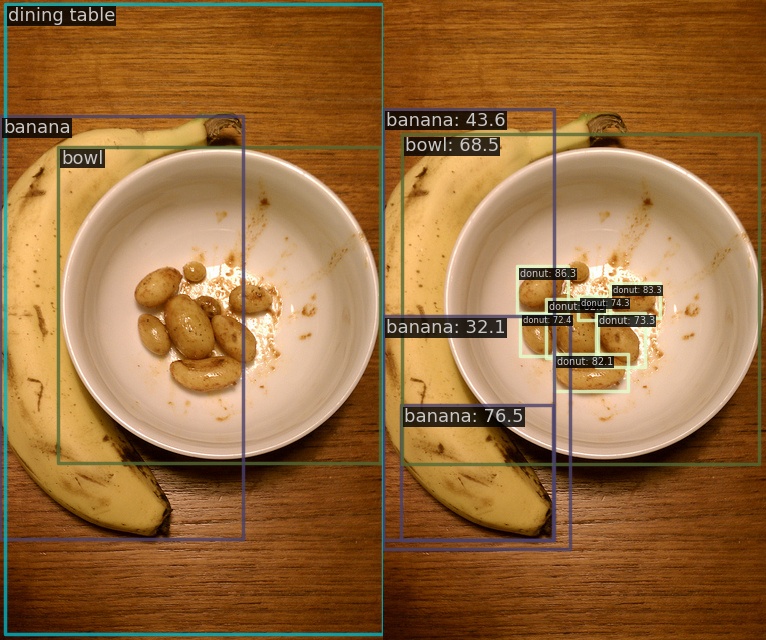 dining table
banana
bowl
banana: 43.6
bowl: 68.5
donut: 86.3
donut: 83.3
donut: 74.3
donut:
donut: 72.4
donut: 73.3
banana: 32.1
donut: 82.1
banana: 76.5